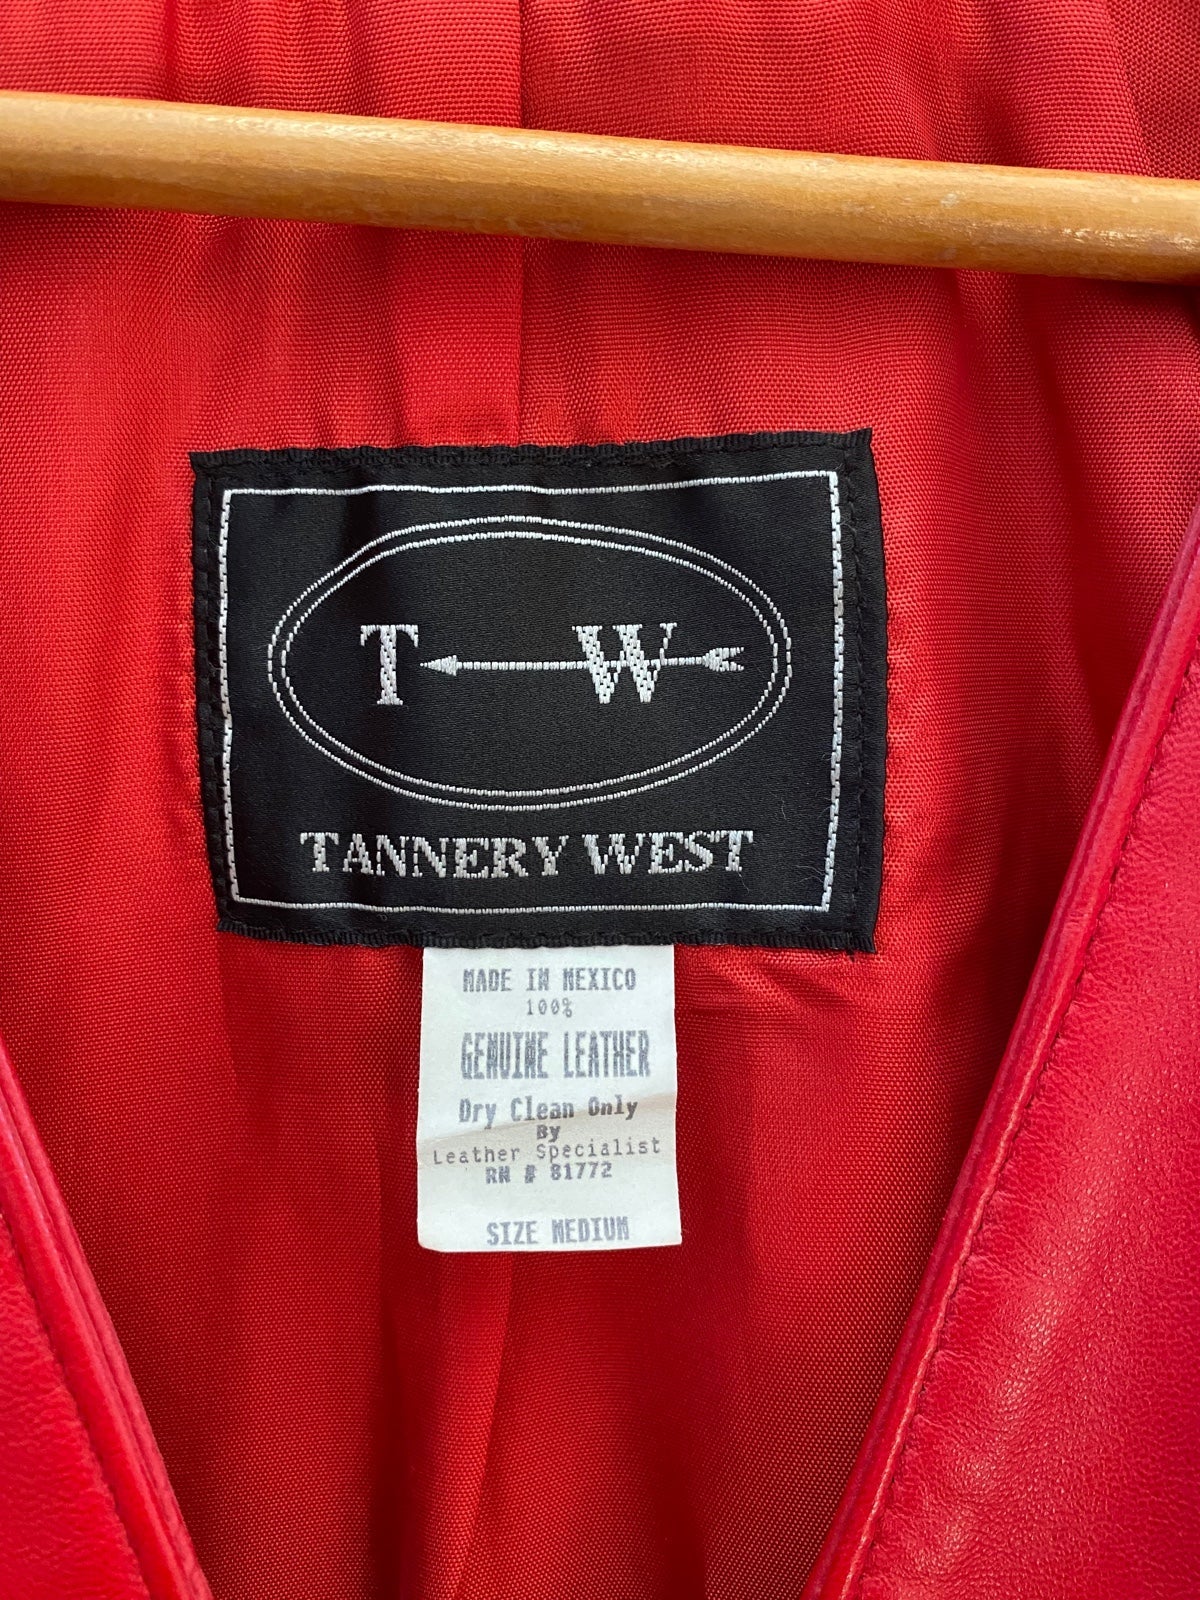 T W
TANNERY WEST
MADE IN MEXICO
100%
GENUINE LEATHER
Dry Clean Only
By
Leather Specialist
RN # 81772
SIZE MEDIUM